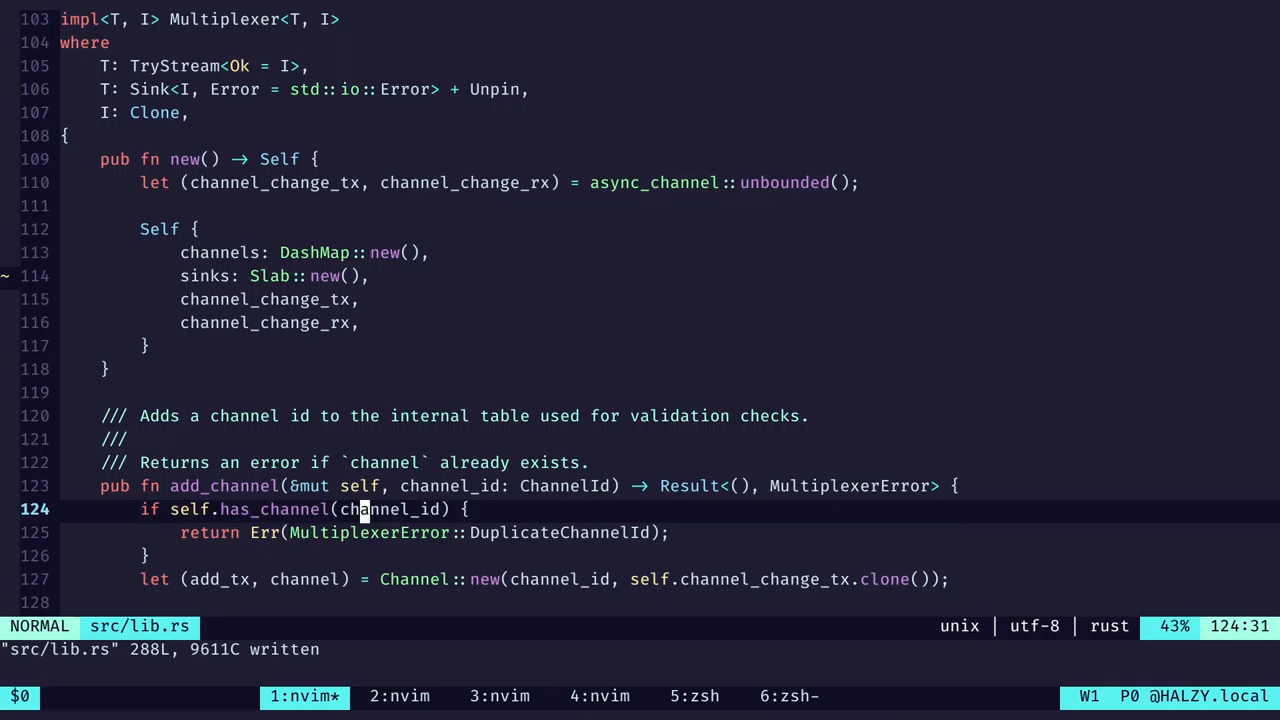 103 impl<T, I> Multiplexer<T, I>
104 where
105     T: TryStream<Ok = I>,
106     T: Sink<I, Error = std::io::Error> + Unpin,
107     I: Clone,
108 {
109     pub fn new() -> Self {
110         let (channel_change_tx, channel_change_rx) = async_channel::unbounded();
111
112         Self {
113             channels: DashMap::new(),
~ 114             sinks: Slab::new(),
115             channel_change_tx,
116             channel_change_rx,
117         }
118     }
119
120     /// Adds a channel id to the internal table used for validation checks.
121     ///
122     /// Returns an error if `channel` already exists.
123     pub fn add_channel(&mut self, channel_id: ChannelId) -> Result<(), MultiplexerError> {
124         if self.has_channel(channel_id) {
125             return Err(MultiplexerError::DuplicateChannelId);
126         }
127         let (add_tx, channel) = Channel::new(channel_id, self.channel_change_tx.clone());
128
NORMAL src/lib.rs unix | utf-8 | rust 43% 124:31
"src/lib.rs" 288L, 9611C written
$0 1:nvim* 2:nvim 3:nvim 4:nvim 5:zsh 6:zsh- W1 P0 @HALZY.local